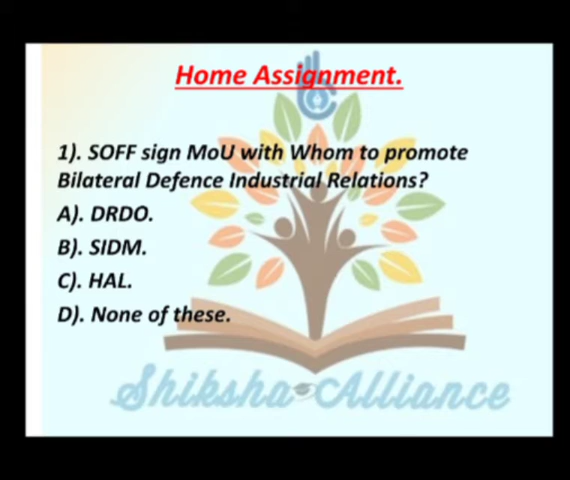 Home Assignment.
1). SOFF sign MoU with Whom to promote
Bilateral Defence Industrial Relations?
A). DRDO.
B). SIDM.
C). HAL.
D). None of these.
Shiksha Alliance